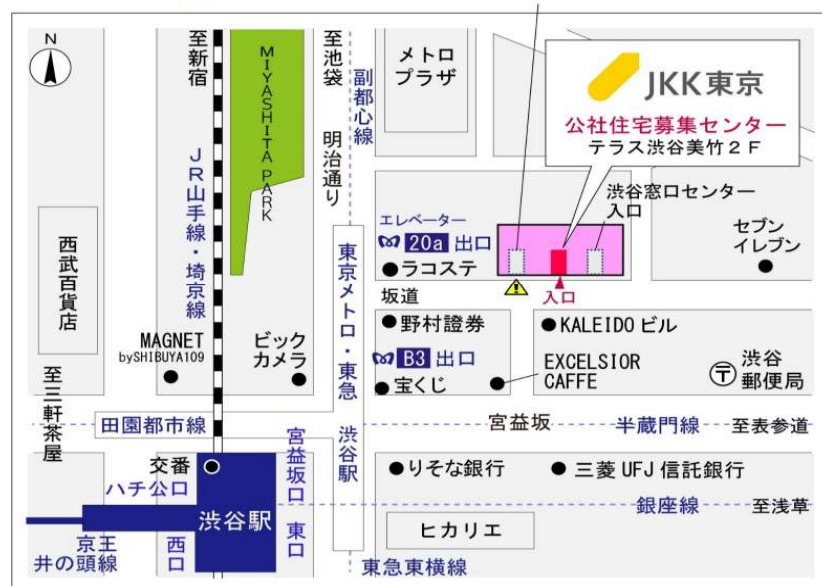 N
至新宿
MIYASHITA PARK
至池袋
副都心線
明治通り
メトロ
プラザ
JKK東京
公社住宅募集センター
テラス渋谷美竹2F
JR山手線・埼京線
渋谷窓口センター
入口
エレベーター
20a 出口
ラコステ
セブン
イレブン
西武百貨店
入口
坂道
東京メトロ・東急 渋谷駅
野村證券
KALEIDO ビル
MAGNET
bySHIBUYA109
ビック
カメラ
B3 出口
EXCELSIOR
CAFFE
宝くじ
〒 渋谷
郵便局
至三軒茶屋
田園都市線
宮益坂
半蔵門線
至表参道
交番
宮益坂口
りそな銀行
三菱UFJ信託銀行
ハチ公口
渋谷駅
銀座線
至浅草
東口
ヒカリエ
京王
井の頭線
西口
東急東横線